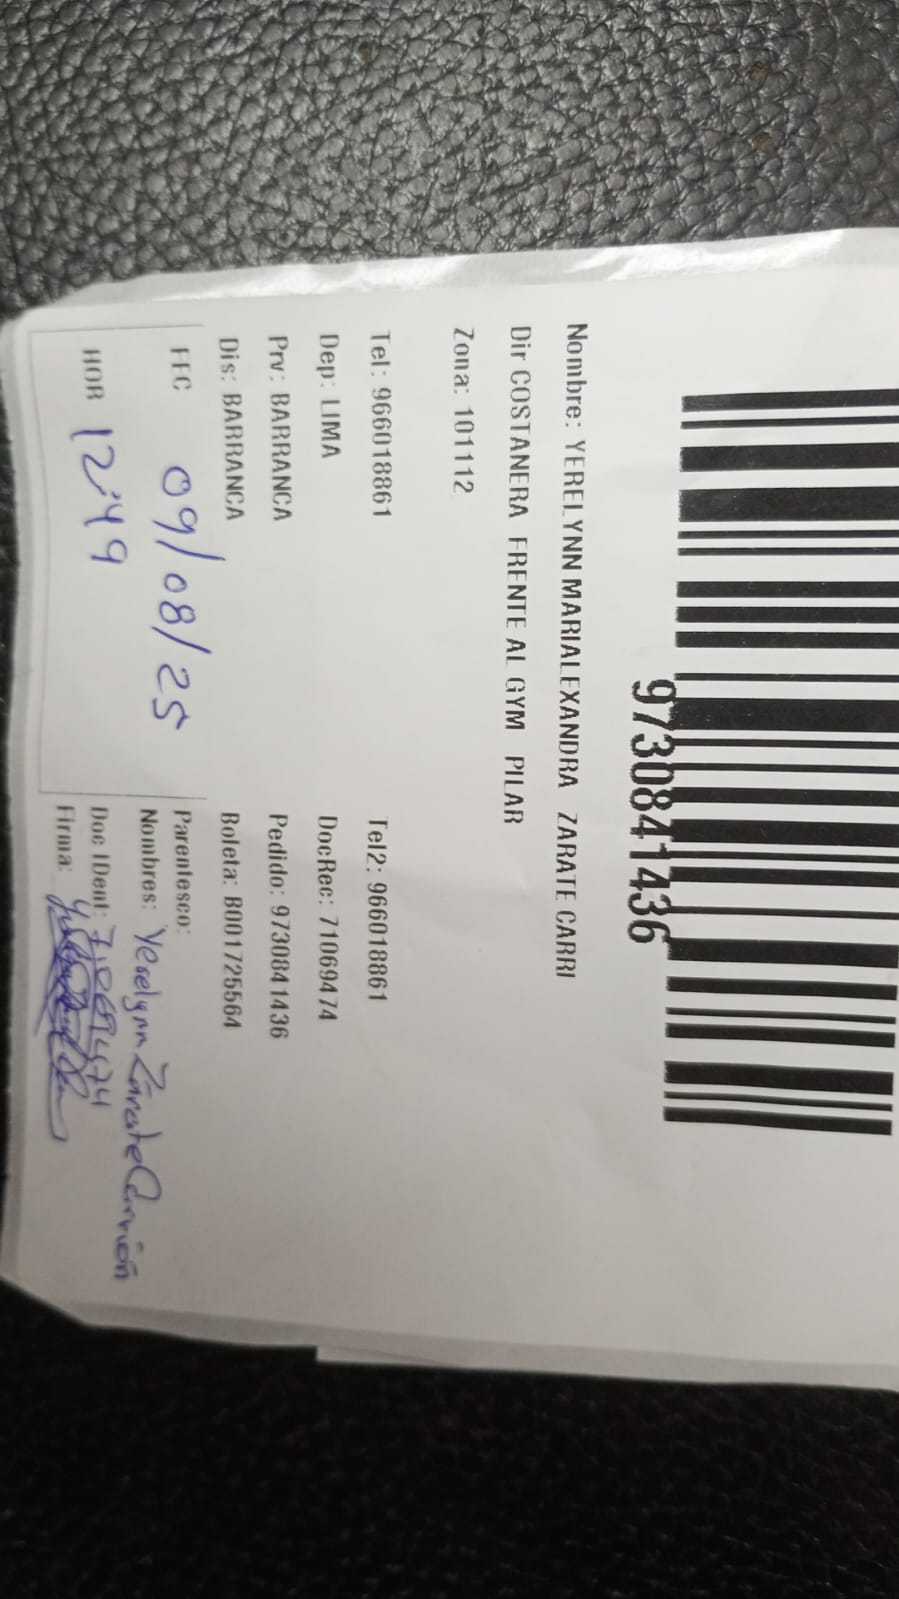 9730841436
Nombre: YERELYNN MARIALEXANDRA ZARATE CARRI
Dir COSTANERA FRENTE AL GYM PILAR
Zona: 101112
Tel: 966018861 Tel2: 966018861
Dep: LIMA DocRec: 71069474
Prv: BARRANCA Pedido: 9730841436
Dis: BARRANCA Boleta: B001725564
FEC 09/08/25
HOR 12:49
Parentesco:
Nombres: Yerelynn Zárate Carrión
Doc IDent: 71069474
Firma: